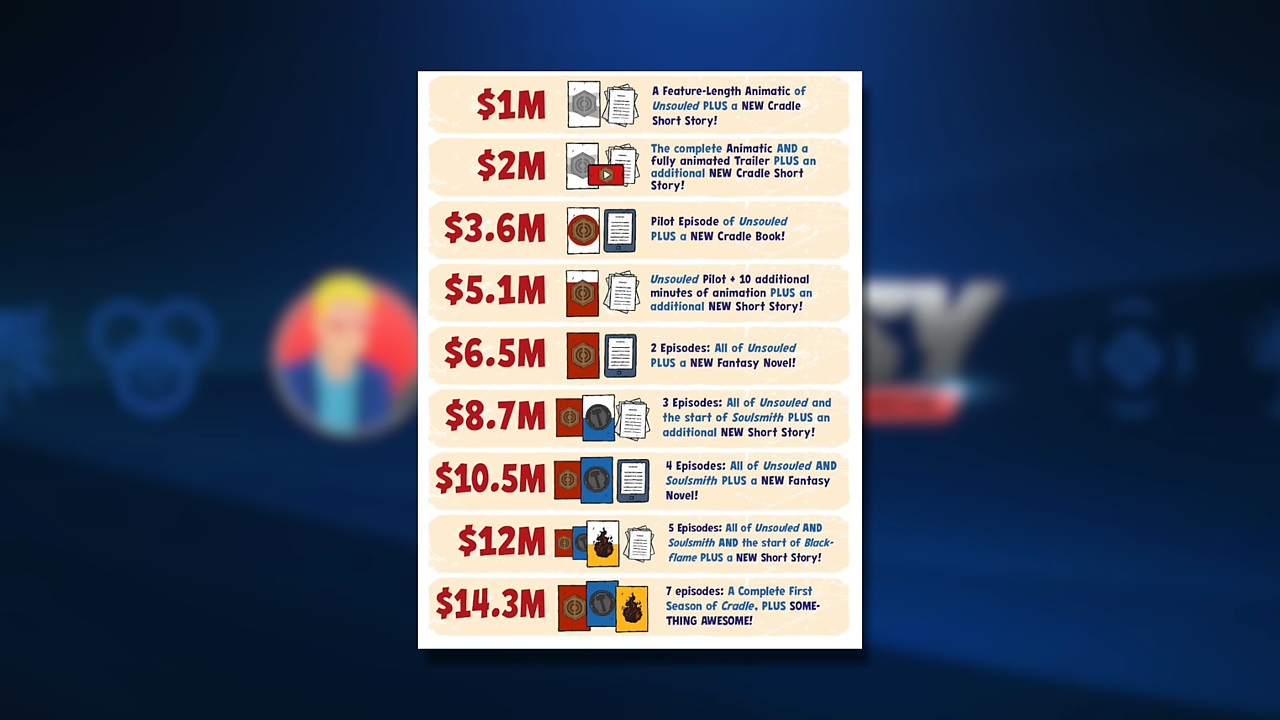 $1M
A Feature-Length Animatic of
Unsouled PLUS a NEW Cradle
Short Story!
$2M
The complete Animatic AND a
fully animated Trailer PLUS an
additional NEW Cradle Short
Story!
$3.6M
Pilot Episode of Unsouled
PLUS a NEW Cradle Book!
$5.1M
Unsouled Pilot + 10 additional
minutes of animation PLUS an
additional NEW Short Story!
$6.5M
2 Episodes: All of Unsouled
PLUS a NEW Fantasy Novel!
$8.7M
3 Episodes: All of Unsouled and
the start of Soulsmith PLUS an
additional NEW Short Story!
$10.5M
4 Episodes: All of Unsouled AND
Soulsmith PLUS a NEW Fantasy
Novel!
$12M
5 Episodes: All of Unsouled AND
Soulsmith AND the start of Black-
flame PLUS a NEW Short Story!
$14.3M
7 episodes: A Complete First
Season of Cradle, PLUS SOME-
THING AWESOME!